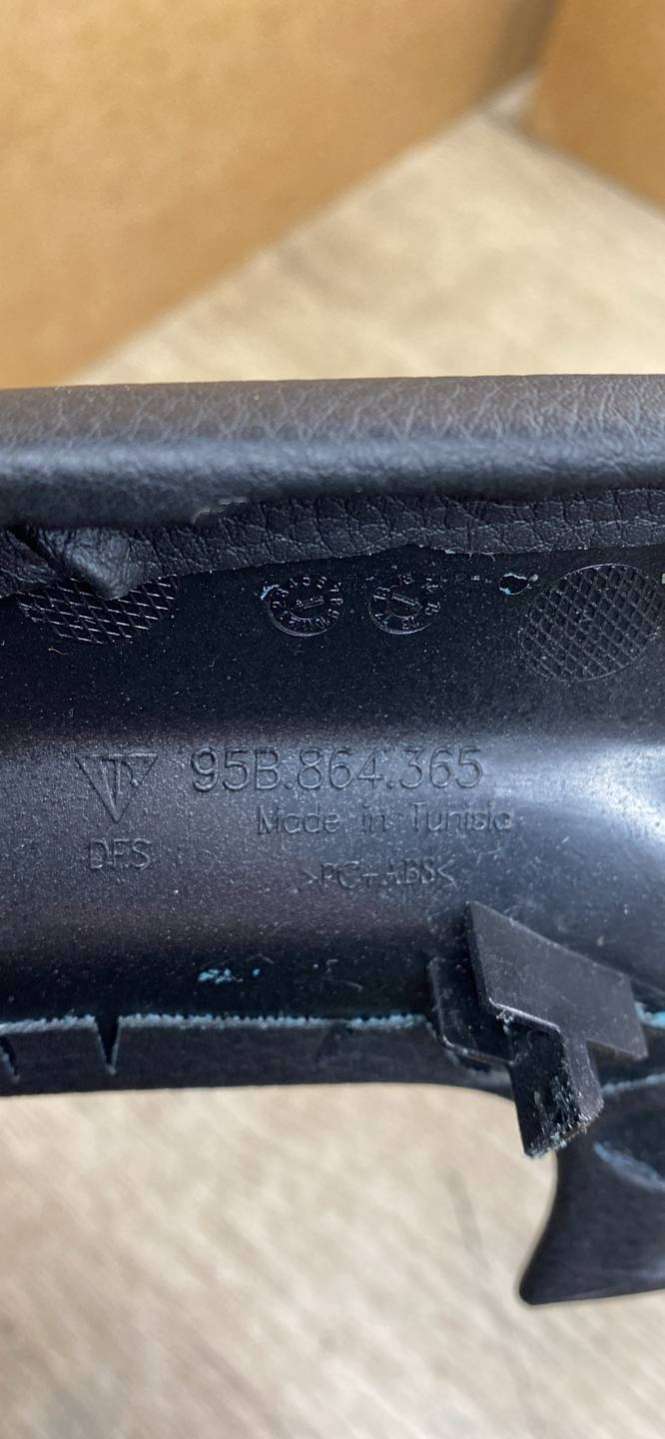 95B.864.365
Made in Tunisia
DFS
>PC+ABS<